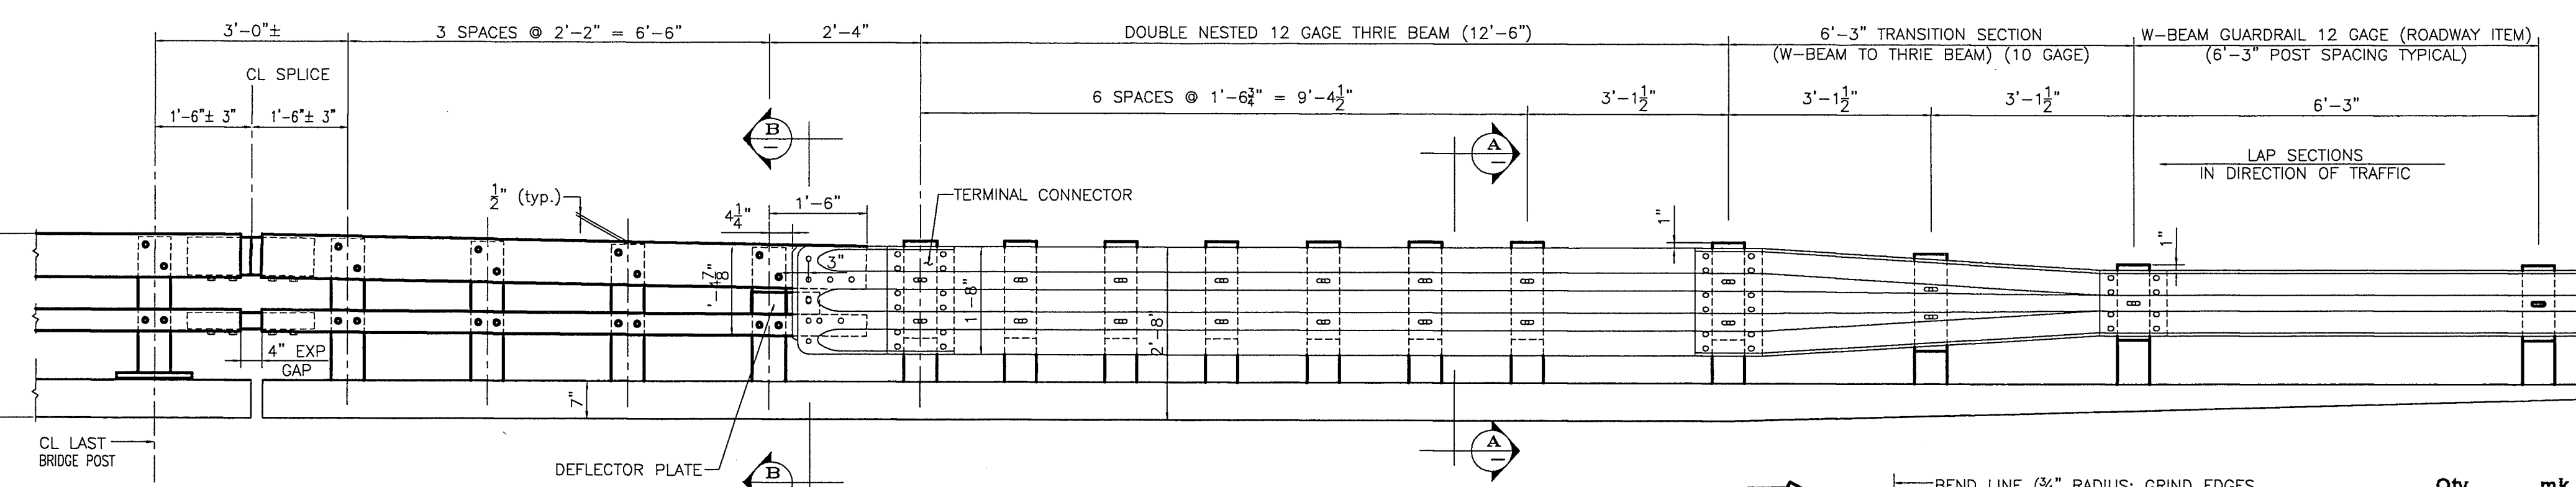 3'-0"±
3 SPACES @ 2'-2" = 6'-6"
2'-4"
DOUBLE NESTED 12 GAGE THRIE BEAM (12'-6")
6'-3" TRANSITION SECTION
(W-BEAM TO THRIE BEAM) (10 GAGE)
W-BEAM GUARDRAIL 12 GAGE (ROADWAY ITEM)
(6'-3" POST SPACING TYPICAL)
CL SPLICE
1'-6"± 3"
1'-6"± 3"
6 SPACES @ 1'-6¾" = 9'-4½"
3'-1½"
3'-1½"
3'-1½"
6'-3"
B
A
LAP SECTIONS
IN DIRECTION OF TRAFFIC
½" (typ.)
4¼"
1'-6"
TERMINAL CONNECTOR
1"
1"
3"
1'-8"
2'-8"
4" EXP
GAP
7"
CL LAST
BRIDGE POST
DEFLECTOR PLATE
B
A
BEND LINE (¾" RADIUS; GRIND EDGES
Qty
mk